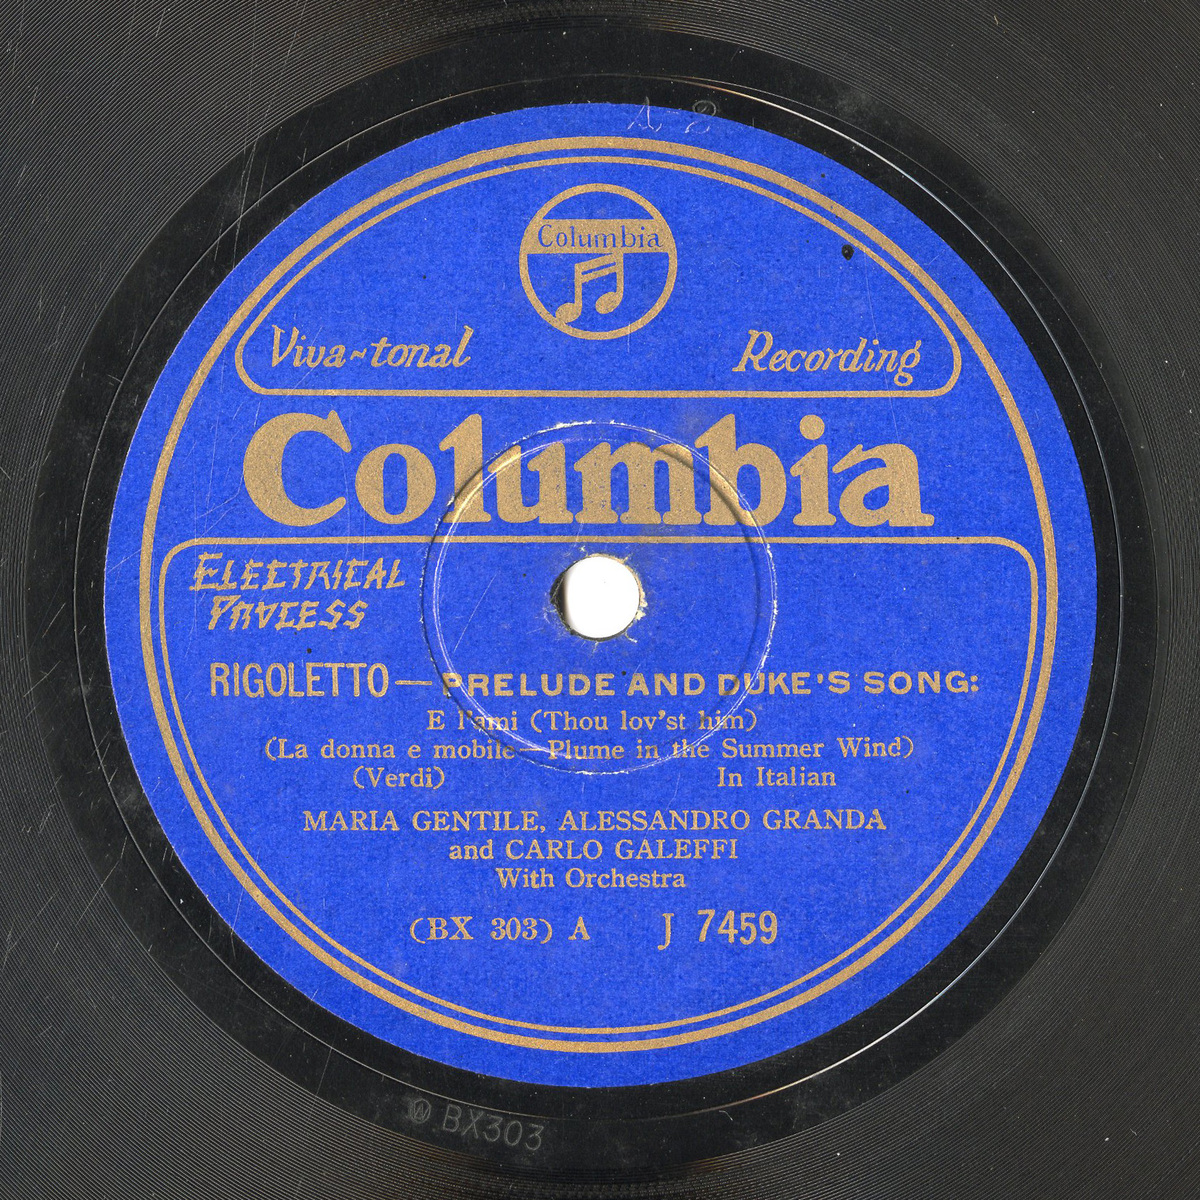 Columbia
Viva-tonal Recording
Columbia
ELECTRICAL
PROCESS
RIGOLETTO — PRELUDE AND DUKE'S SONG:
E l'ami (Thou lov'st him)
(La donna e mobile—Plume in the Summer Wind)
(Verdi) In Italian
MARIA GENTILE, ALESSANDRO GRANDA
and CARLO GALEFFI
With Orchestra
(BX 303) A J 7459
W BX303